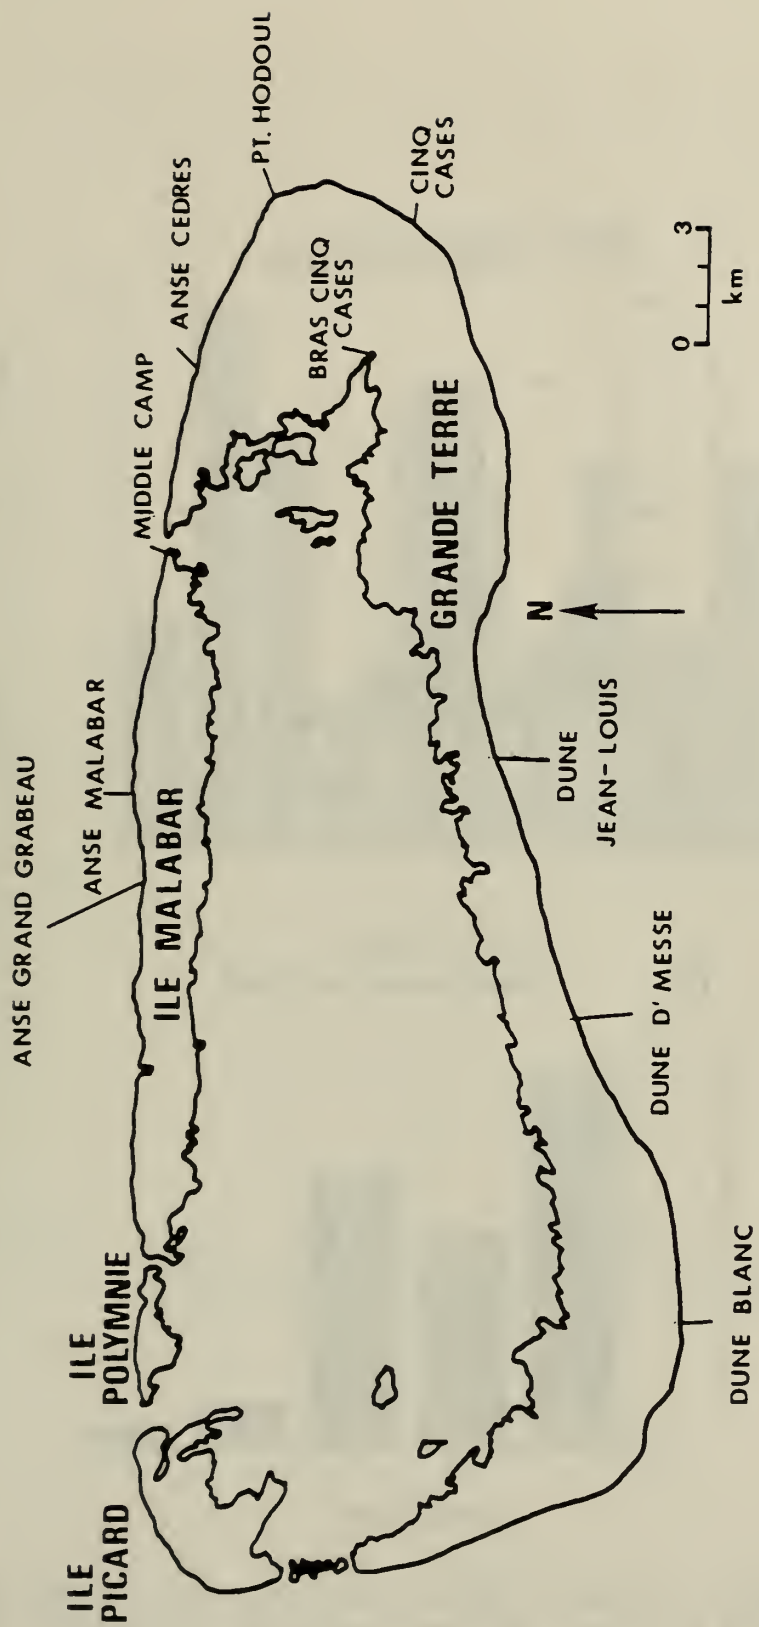 ANSE GRAND GRABEAU
ANSE MALABAR
MIDDLE CAMP
ANSE CEDRES
PT. HODOUL
ILE
POLYMNIE
ILE
PICARD
ILE MALABAR
BRAS CINQ
CASES
CINQ
CASES
GRANDE TERRE
N
DUNE
JEAN-LOUIS
DUNE D'MESSE
DUNE BLANC
0 3
km